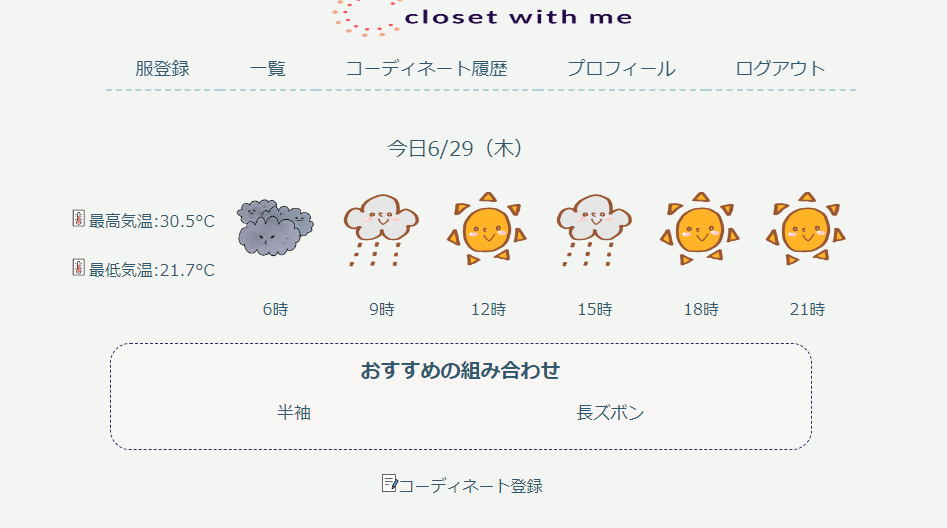 closet with me
服登録 一覧 コーディネート履歴 プロフィール ログアウト
今日6/29（木）
最高気温:30.5°C
最低気温:21.7°C
6時 9時 12時 15時 18時 21時
おすすめの組み合わせ
半袖 長ズボン
コーディネート登録